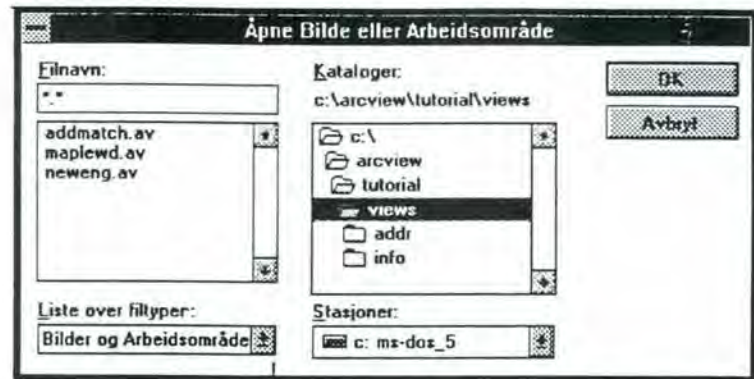 Åpne Bilde eller Arbeidsområde
Filnavn:
*.*
addmatch.av
maplewd.av
neweng.av
Liste over filtyper:
Bilder og Arbeidsområde
Kataloger:
c:\arcview\tutorial\views
c:\
arcview
tutorial
views
addr
info
Stasjoner:
c: ms-dos_5
OK
Avbryt